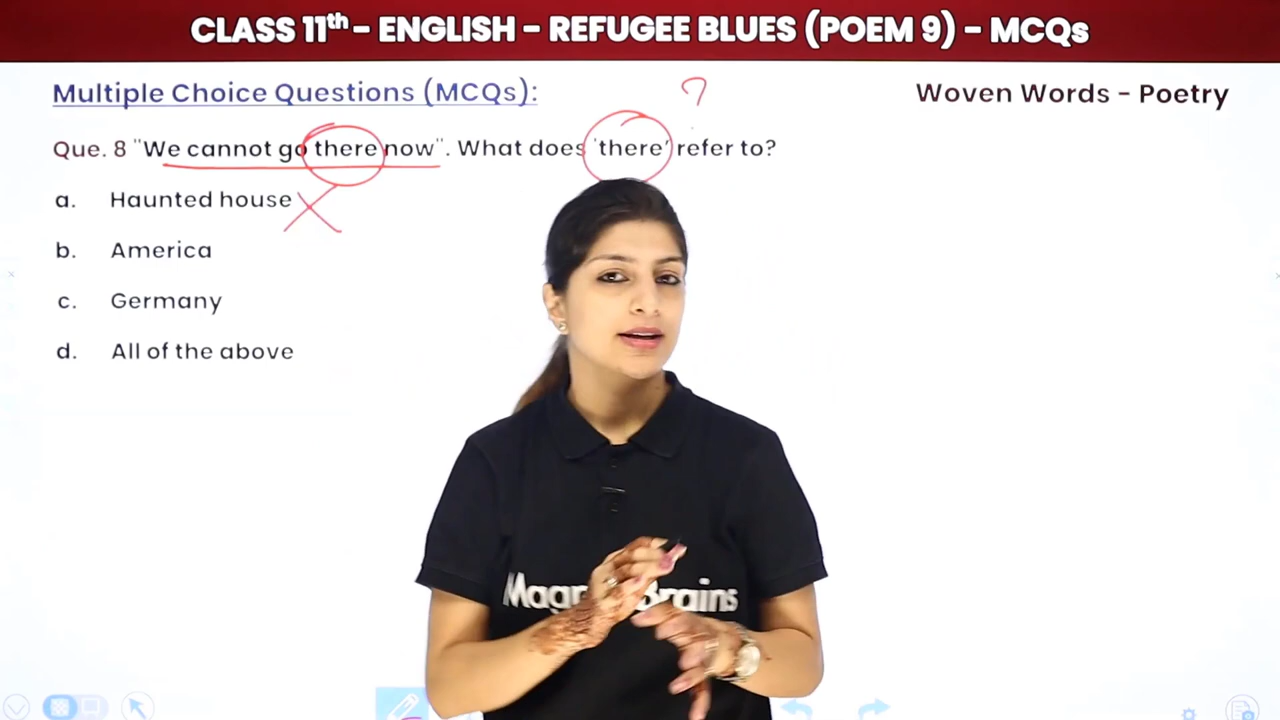 CLASS 11th - ENGLISH - REFUGEE BLUES (POEM 9) - MCQs
Multiple Choice Questions (MCQs):
?
Woven Words - Poetry
Que. 8 "We cannot go there now". What does 'there' refer to?
a. Haunted house
b. America
c. Germany
d. All of the above
Brains